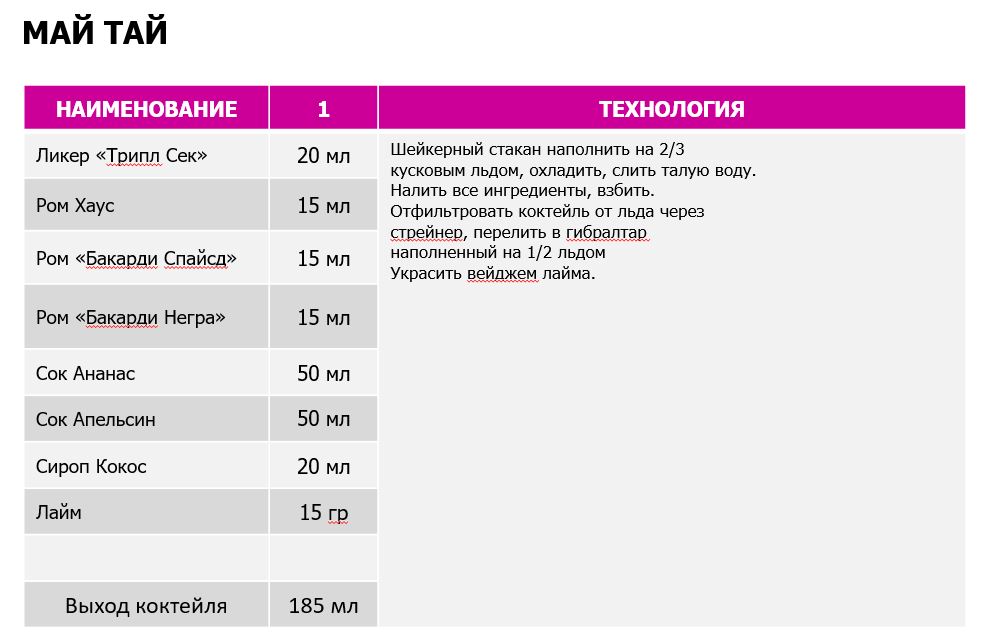 МАЙ ТАЙ
НАИМЕНОВАНИЕ 1 ТЕХНОЛОГИЯ
Ликер «Трипл Сек» 20 мл
Ром Хаус 15 мл
Ром «Бакарди Спайсд» 15 мл
Ром «Бакарди Негра» 15 мл
Сок Ананас 50 мл
Сок Апельсин 50 мл
Сироп Кокос 20 мл
Лайм 15 гр
Выход коктейля 185 мл
Шейкерный стакан наполнить на 2/3
кусковым льдом, охладить, слить талую воду.
Налить все ингредиенты, взбить.
Отфильтровать коктейль от льда через
стрейнер, перелить в гибралтар
наполненный на 1/2 льдом
Украсить вейджем лайма.